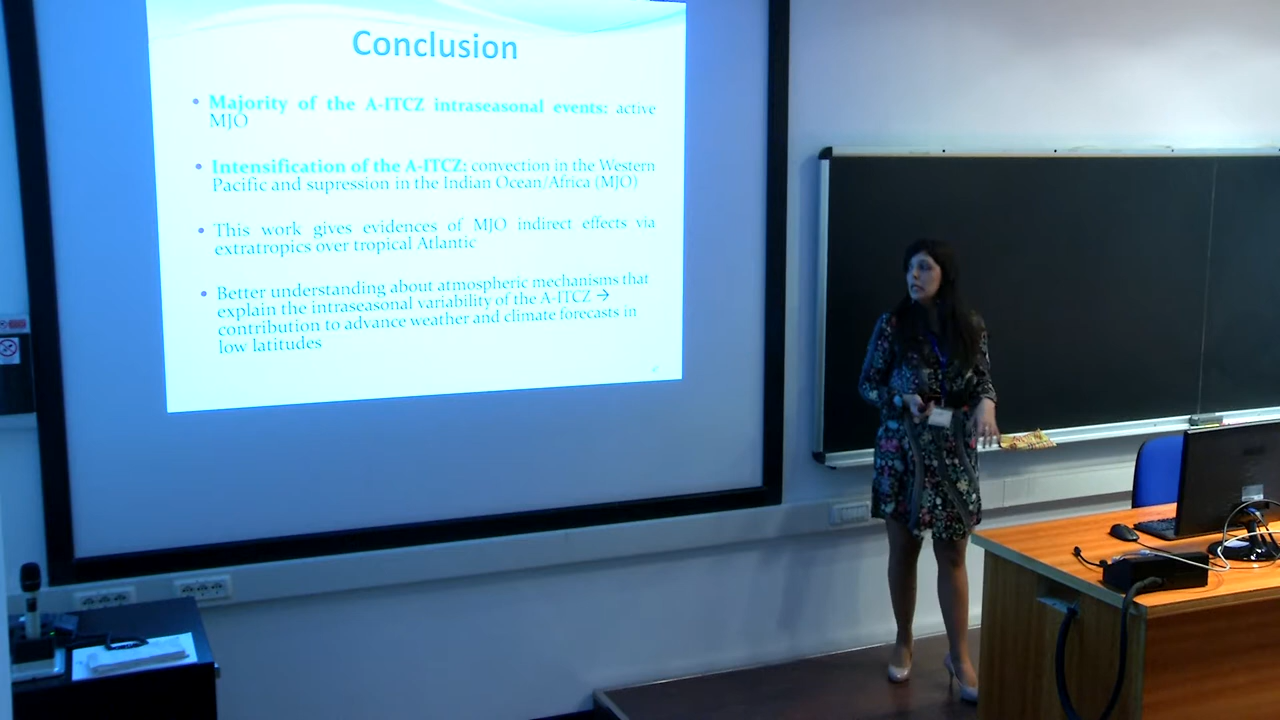 Conclusion
• Majority of the A-ITCZ intraseasonal events: active
MJO
• Intensification of the A-ITCZ: convection in the Western
Pacific and supression in the Indian Ocean/Africa (MJO)
• This work gives evidences of MJO indirect effects via
extratropics over tropical Atlantic
• Better understanding about atmospheric mechanisms that
explain the intraseasonal variability of the A-ITCZ →
contribution to advance weather and climate forecasts in
low latitudes